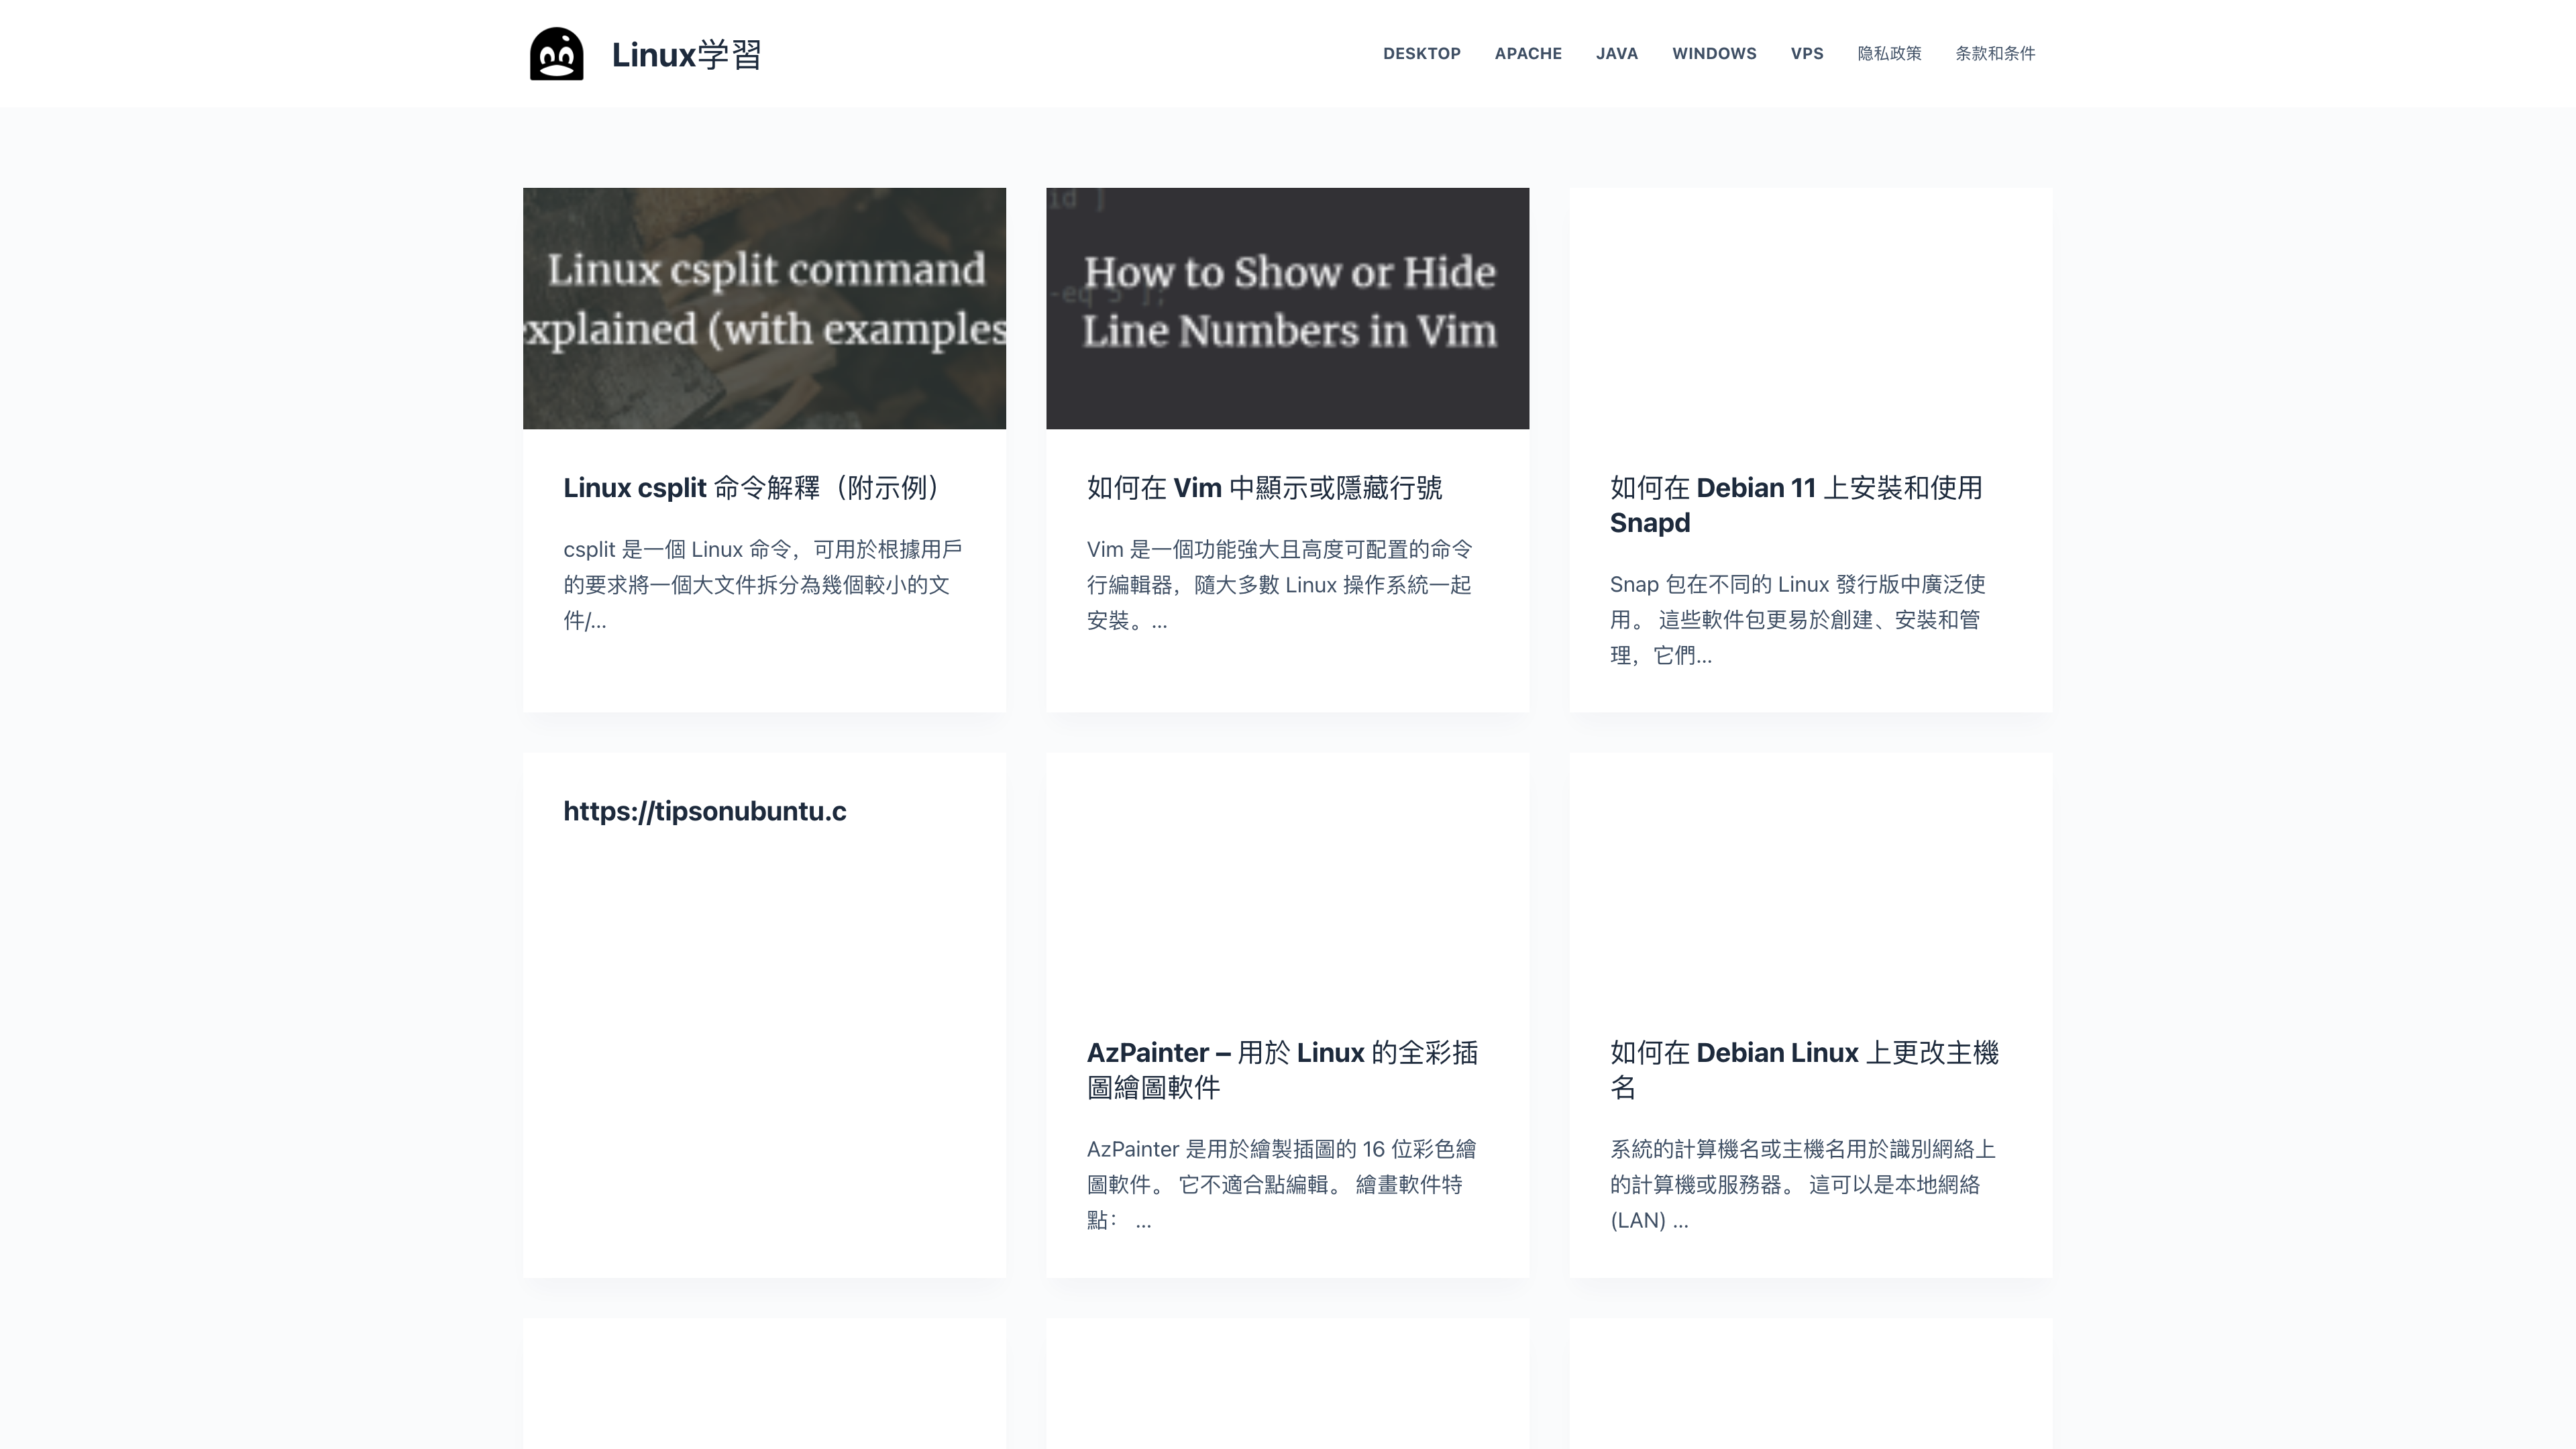 Linux学習
DESKTOP APACHE JAVA WINDOWS VPS 隐私政策 条款和条件
id ]
Linux csplit command
explained (with examples
How to Show or Hide
-eq 5 ];
Line Numbers in Vim
Linux csplit 命令解釋（附示例）
csplit 是一個 Linux 命令，可用於根據用戶
的要求將一個大文件拆分為幾個較小的文
件/...
如何在 Vim 中顯示或隱藏行號
Vim 是一個功能強大且高度可配置的命令
行編輯器，隨大多數 Linux 操作系統一起
安裝。...
如何在 Debian 11 上安裝和使用
Snapd
Snap 包在不同的 Linux 發行版中廣泛使
用。 這些軟件包更易於創建、安裝和管
理，它們...
https://tipsonubuntu.c
AzPainter – 用於 Linux 的全彩插
圖繪圖軟件
AzPainter 是用於繪製插圖的 16 位彩色繪
圖軟件。 它不適合點編輯。 繪畫軟件特
點： ...
如何在 Debian Linux 上更改主機
名
系統的計算機名或主機名用於識別網絡上
的計算機或服務器。 這可以是本地網絡
(LAN) ...